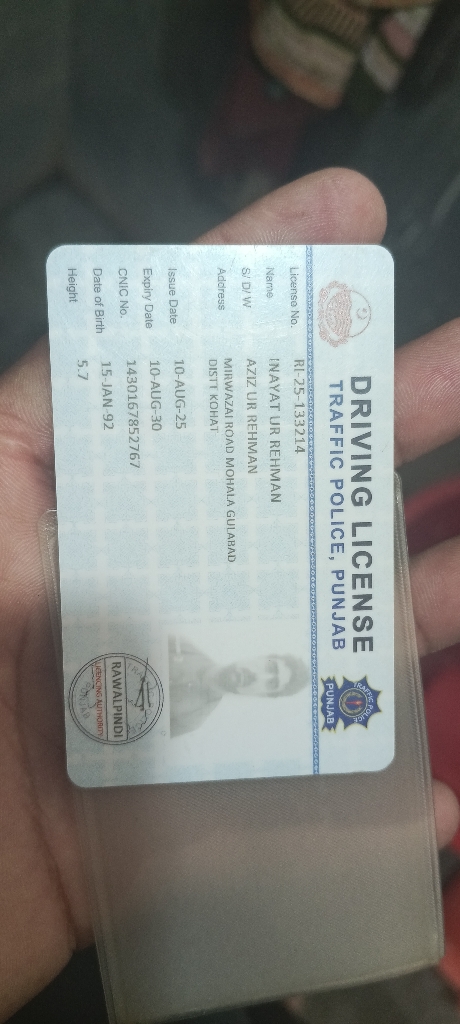 DRIVING LICENSE
TRAFFIC POLICE, PUNJAB
PUNJAB
License No. RI-25-133214
Name INAYAT UR REHMAN
S/ D/ W AZIZ UR REHMAN
Address MIRWAZAI ROAD MOHALA GULABAD
DISTT KOHAT
Issue Date 10-AUG-25
Expiry Date 10-AUG-30
CNIC No. 1430167852767
Date of Birth 15-JAN-92
Height 5.7
RAWALPINDI
LICENCING AUTHORITY
PUNJAB